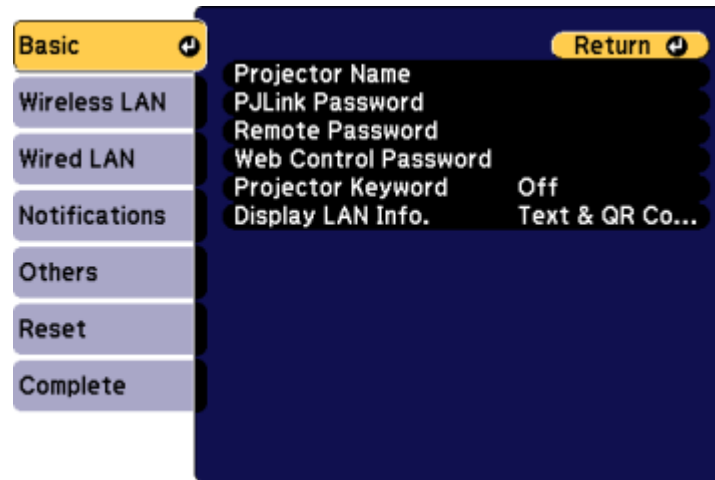 Basic
Wireless LAN
Wired LAN
Notifications
Others
Reset
Complete
Return
Projector Name
PJLink Password
Remote Password
Web Control Password
Projector Keyword Off
Display LAN Info. Text & QR Co...